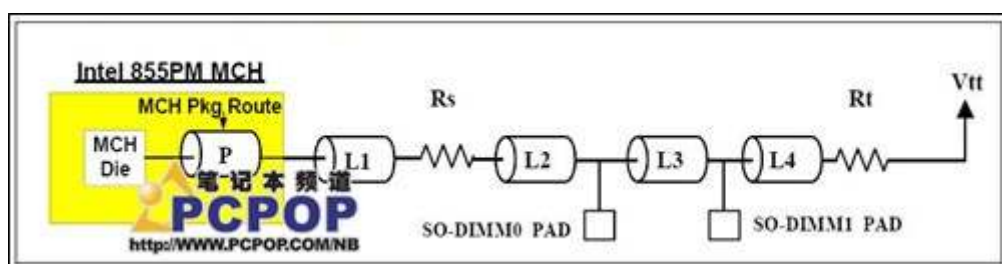 Intel 855PM MCH
MCH Pkg Route
MCH
Die
P
L1
Rs
L2
L3
L4
Rt
Vtt
SO-DIMM0 PAD
SO-DIMM1 PAD
笔记本频道
PCPOP
http://WWW.PCPOP.COM/NB